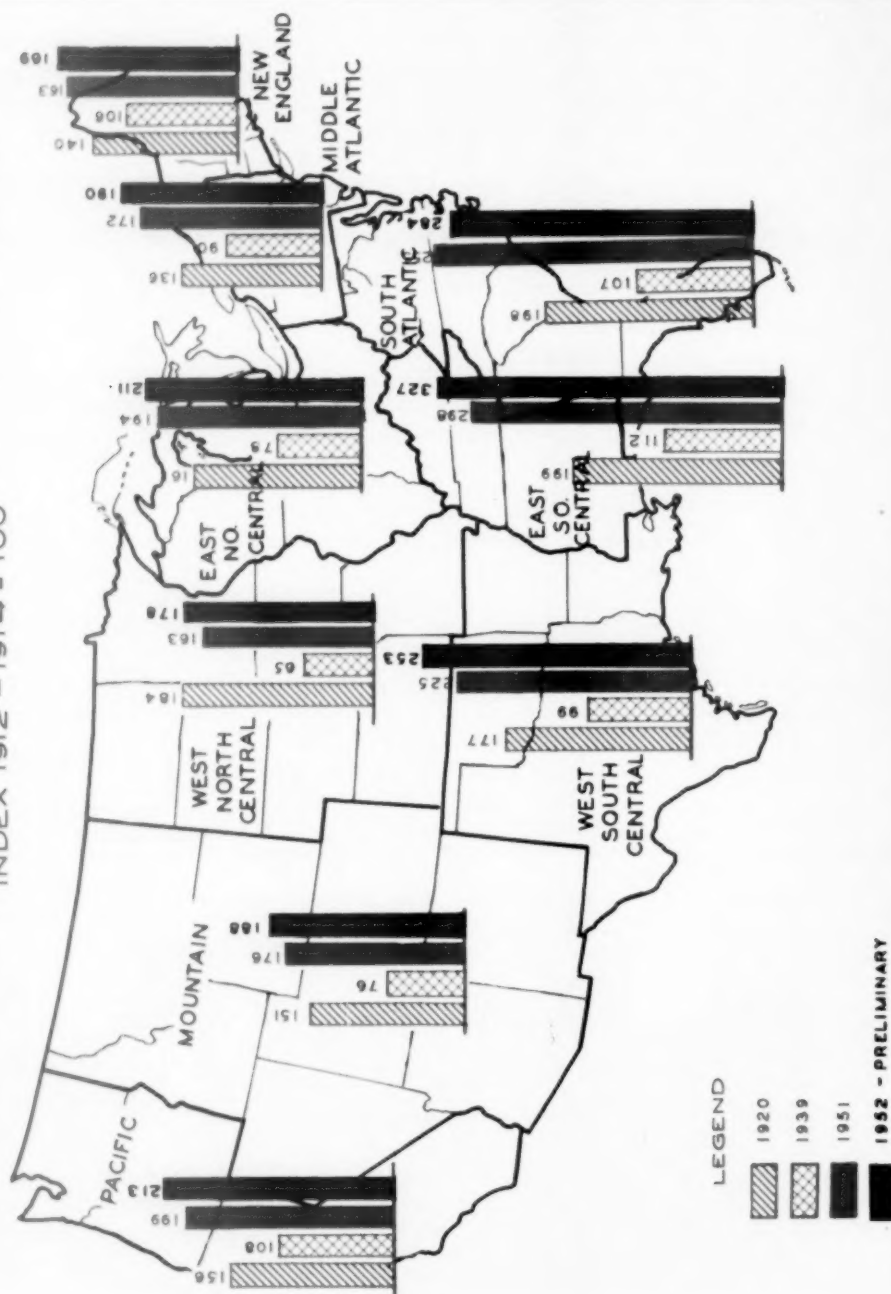 INDEX 1912 – 1914 = 100
PACIFIC
156
108
199
213
MOUNTAIN
151
76
176
188
WEST
NORTH
CENTRAL
184
65
163
178
WEST
SOUTH
CENTRAL
177
99
225
253
EAST
NO.
CENTRAL
79
194
211
EAST
SO.
CENTRAL
199
112
298
327
SOUTH
ATLANTIC
198
107
284
MIDDLE
ATLANTIC
136
90
172
190
NEW
ENGLAND
140
106
163
169
LEGEND
1920
1939
1951
1952 - PRELIMINARY